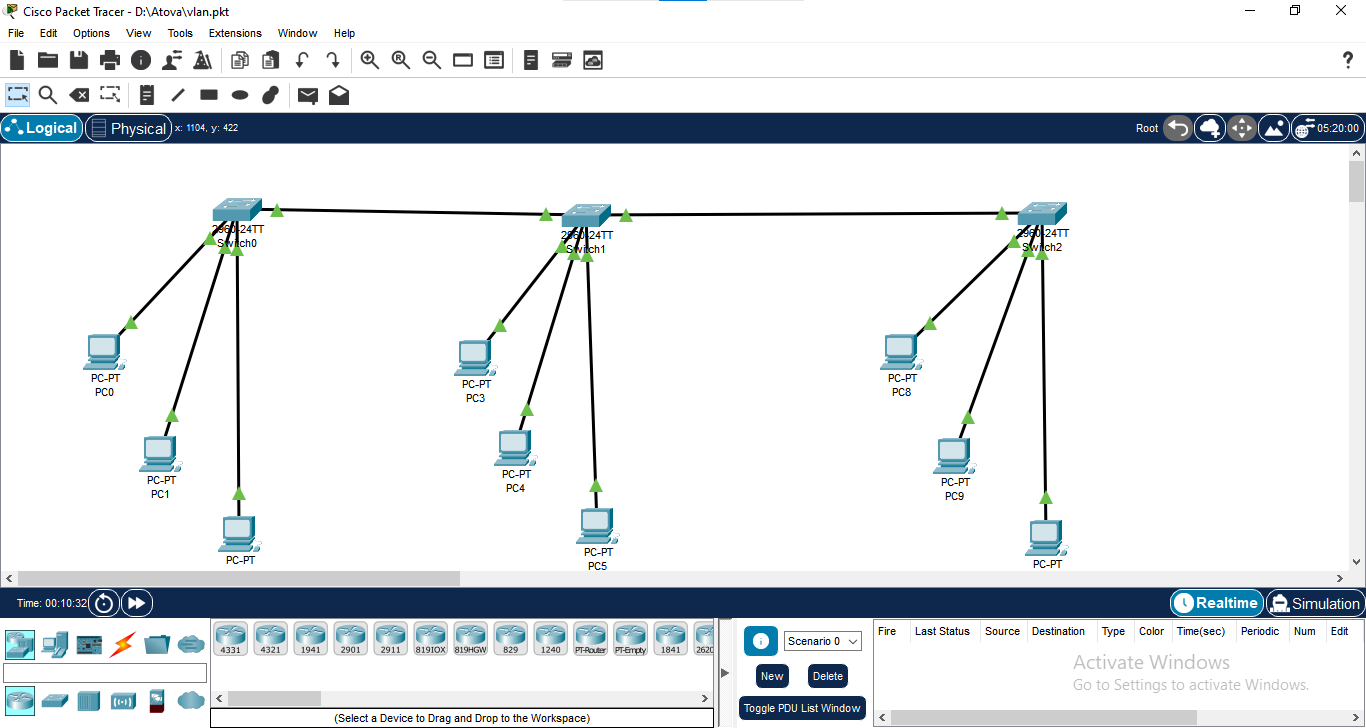 Cisco Packet Tracer - D:\Atova\vlan.pkt
File Edit Options View Tools Extensions Window Help
Logical Physical x: 1104, y: 422 Root 05:20:00
2960-24TT
Switch0
2960-24TT
Switch1
2960-24TT
Switch2
PC-PT
PC0
PC-PT
PC3
PC-PT
PC8
PC-PT
PC1
PC-PT
PC4
PC-PT
PC9
PC-PT
PC-PT
PC5
PC-PT
Time: 00:10:32 Realtime Simulation
4331 4321 1941 2901 2911 819IOX 819HGW 829 1240 PT-Router PT-Empty 1841 2620
Scenario 0
New Delete
Toggle PDU List Window
Fire Last Status Source Destination Type Color Time(sec) Periodic Num Edit
Activate Windows
Go to Settings to activate Windows.
(Select a Device to Drag and Drop to the Workspace)